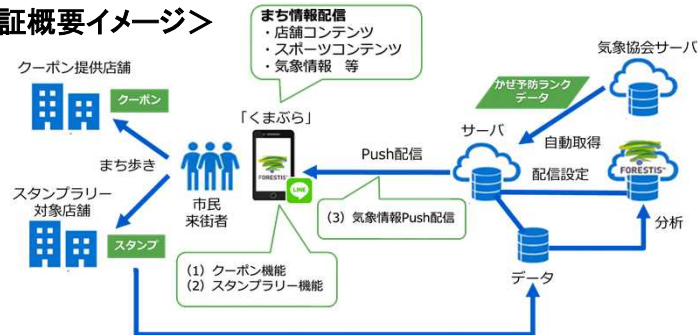 証概要イメージ＞
まち情報配信
・店舗コンテンツ
・スポーツコンテンツ
・気象情報　等
クーポン提供店舗
クーポン
まち歩き
スタンプラリー
対象店舗
スタンプ
市民
来街者
「くまぶら」
FORESTIS
LINE
(1) クーポン機能
(2) スタンプラリー機能
Push配信
(3) 気象情報Push配信
サーバ
かぜ予防ランク
データ
気象協会サーバ
自動取得
配信設定
FORESTIS
分析
データ